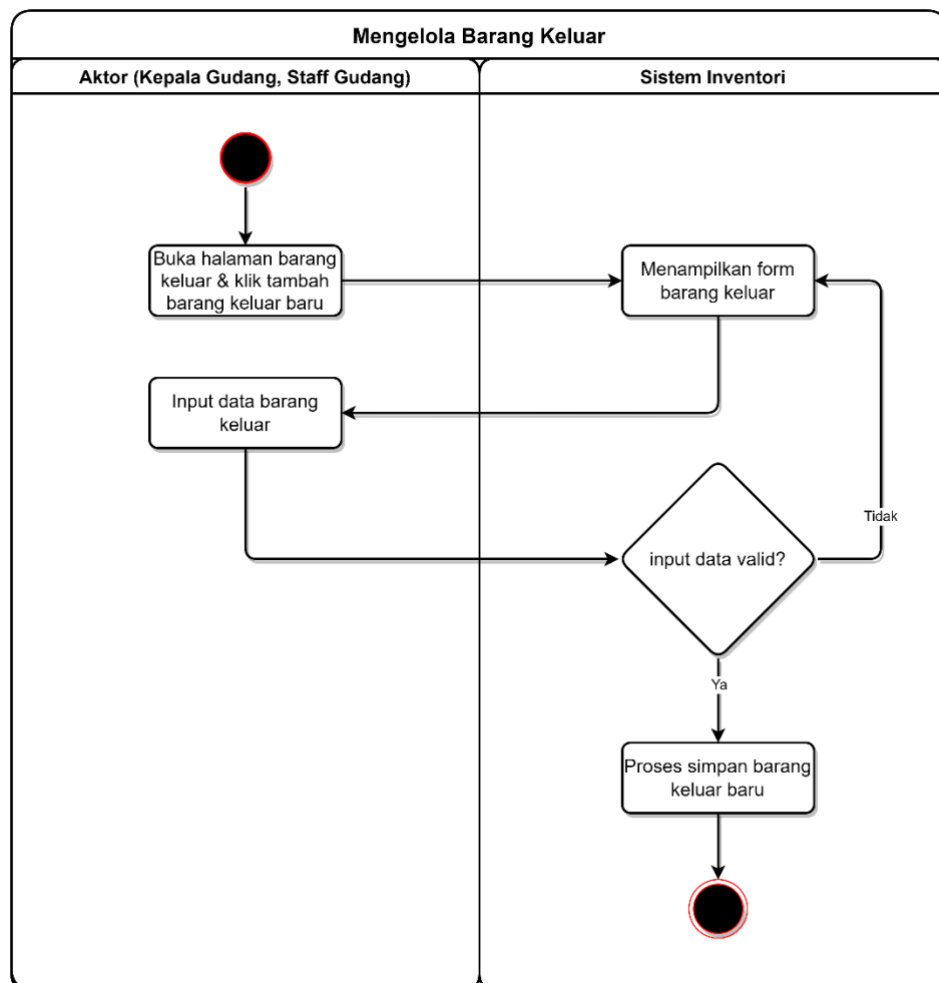 Mengelola Barang Keluar
Aktor (Kepala Gudang, Staff Gudang)
Sistem Inventori
Buka halaman barang
keluar & klik tambah
barang keluar baru
Menampilkan form
barang keluar
Input data barang
keluar
input data valid?
Tidak
Ya
Proses simpan barang
keluar baru